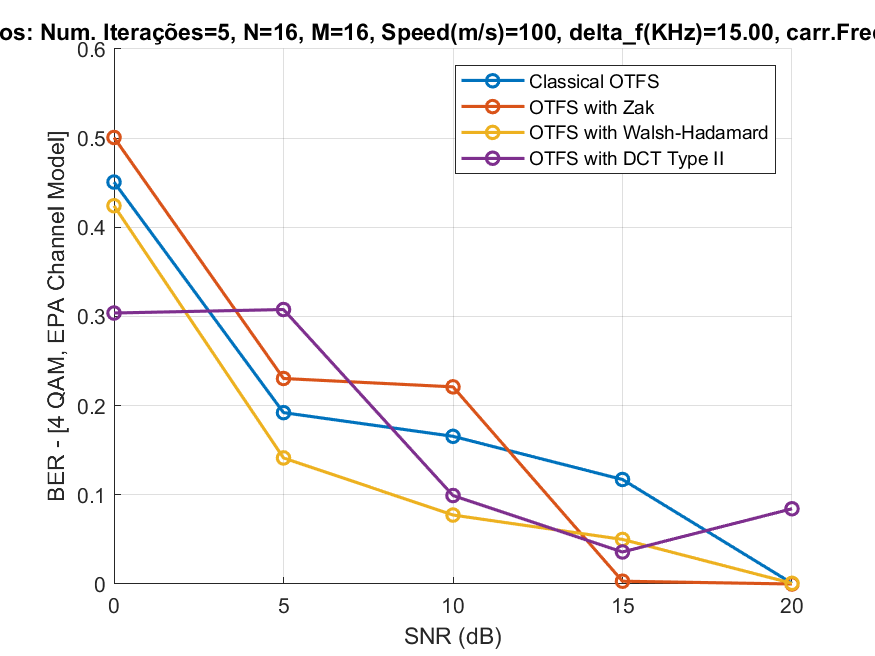 os: Num. Iterações=5, N=16, M=16, Speed(m/s)=100, delta_f(KHz)=15.00, carr.Fre
0.6
0.5
0.4
0.3
0.2
0.1
0
BER - [4 QAM, EPA Channel Model]
Classical OTFS
OTFS with Zak
OTFS with Walsh-Hadamard
OTFS with DCT Type II
0 5 10 15 20
SNR (dB)